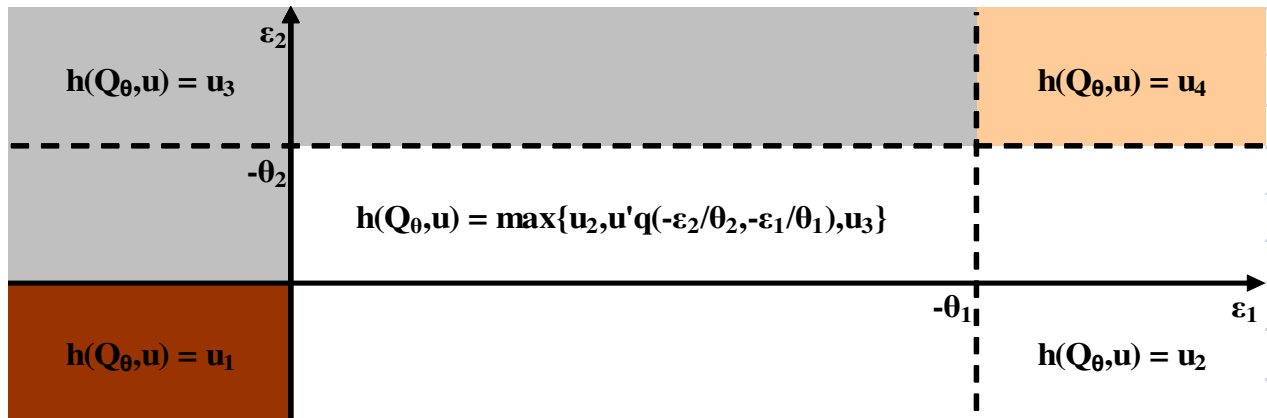 ε₂
h(Q_θ,u) = u₃
h(Q_θ,u) = u₄
-θ₂
h(Q_θ,u) = max{u₂,u'q(-ε₂/θ₂,-ε₁/θ₁),u₃}
-θ₁
ε₁
h(Q_θ,u) = u₁
h(Q_θ,u) = u₂